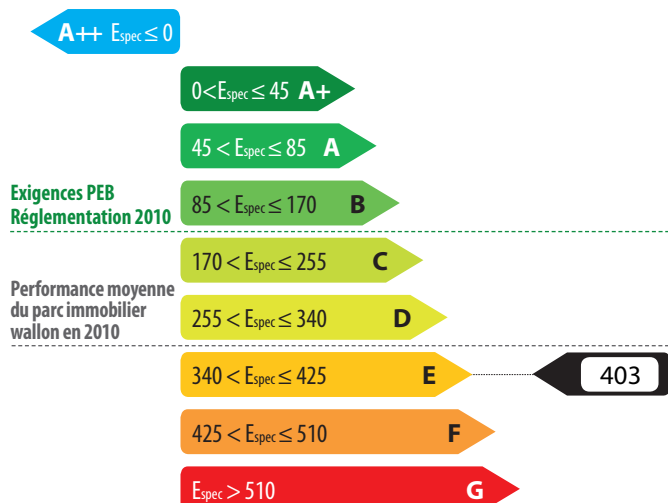 A++ Espec ≤ 0
0<Espec ≤ 45 A+
45 < Espec ≤ 85 A
Exigences PEB
Réglementation 2010
85 < Espec ≤ 170 B
170 < Espec ≤ 255 C
Performance moyenne
du parc immobilier
wallon en 2010
255 < Espec ≤ 340 D
340 < Espec ≤ 425 E
403
425 < Espec ≤ 510 F
Espec > 510 G